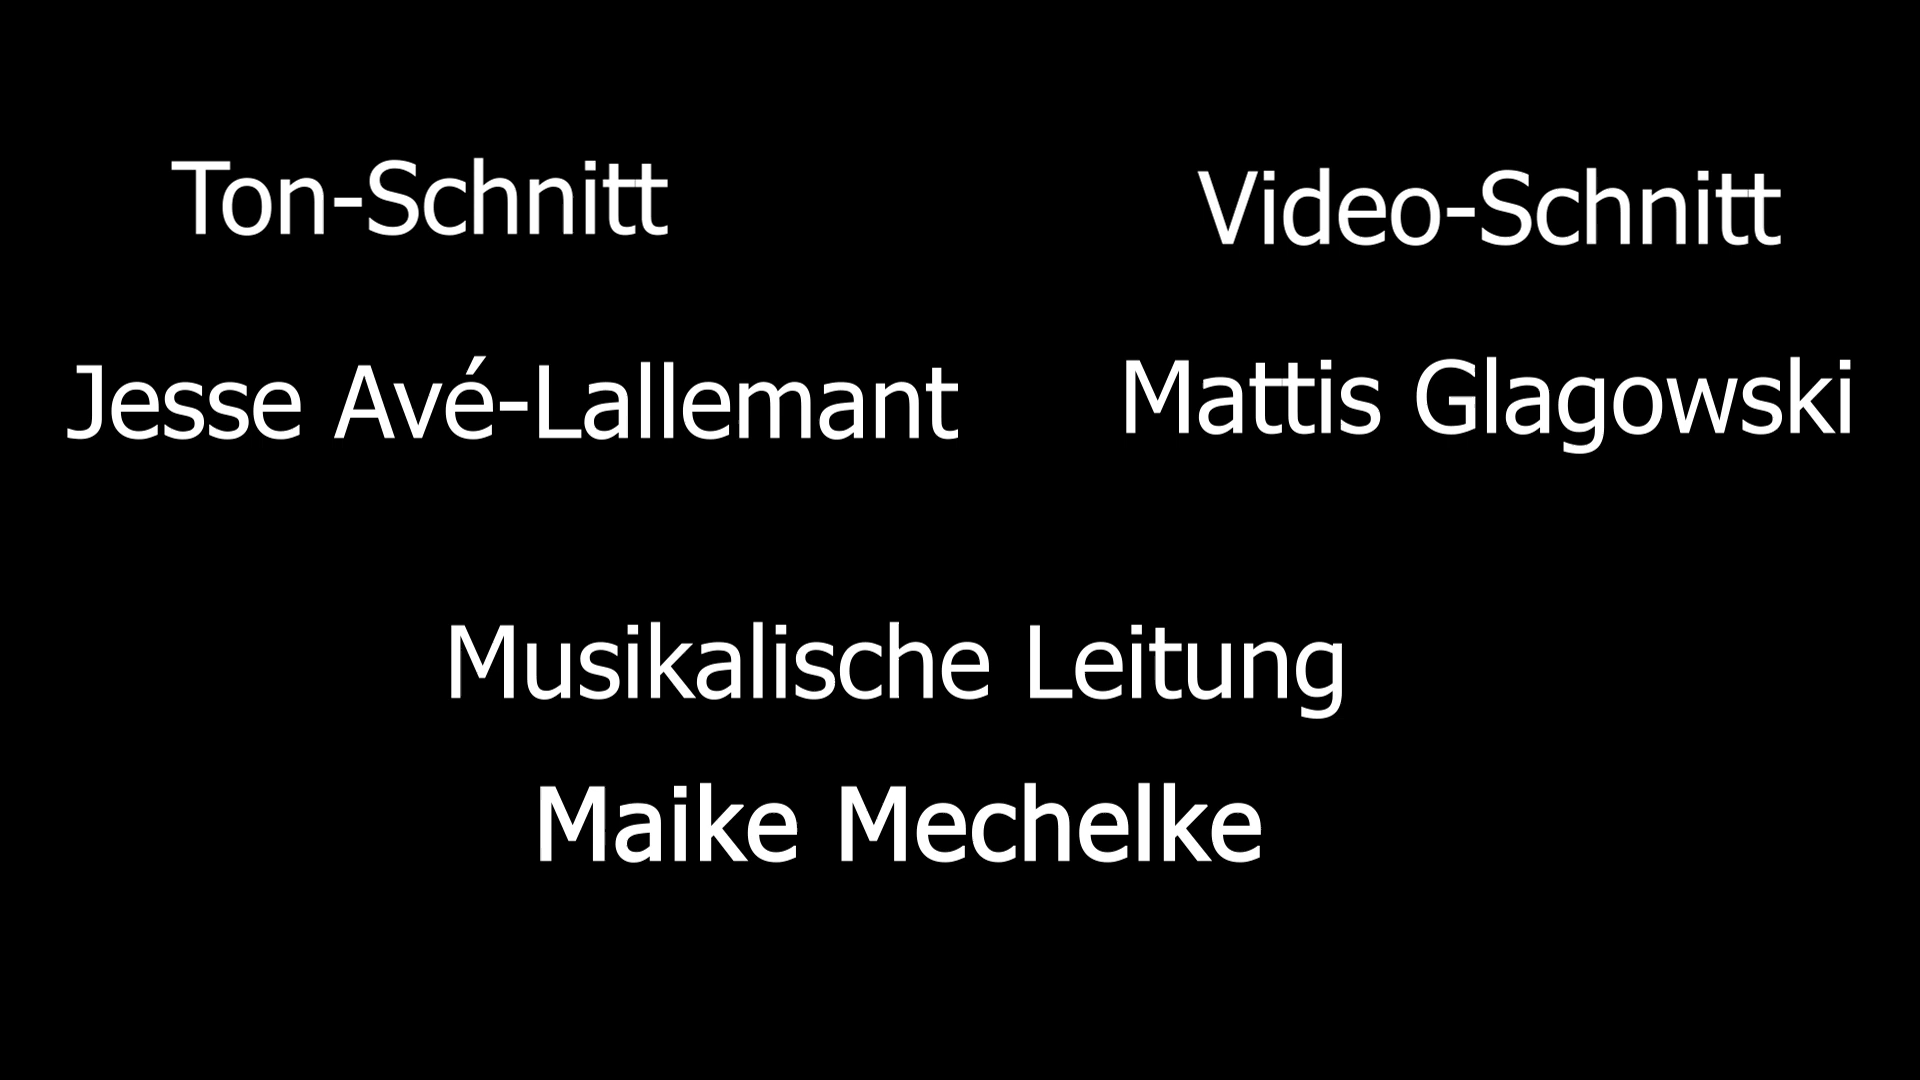 Ton-Schnitt
Jesse Avé-Lallemant
Video-Schnitt
Mattis Glagowski
Musikalische Leitung
Maike Mechelke